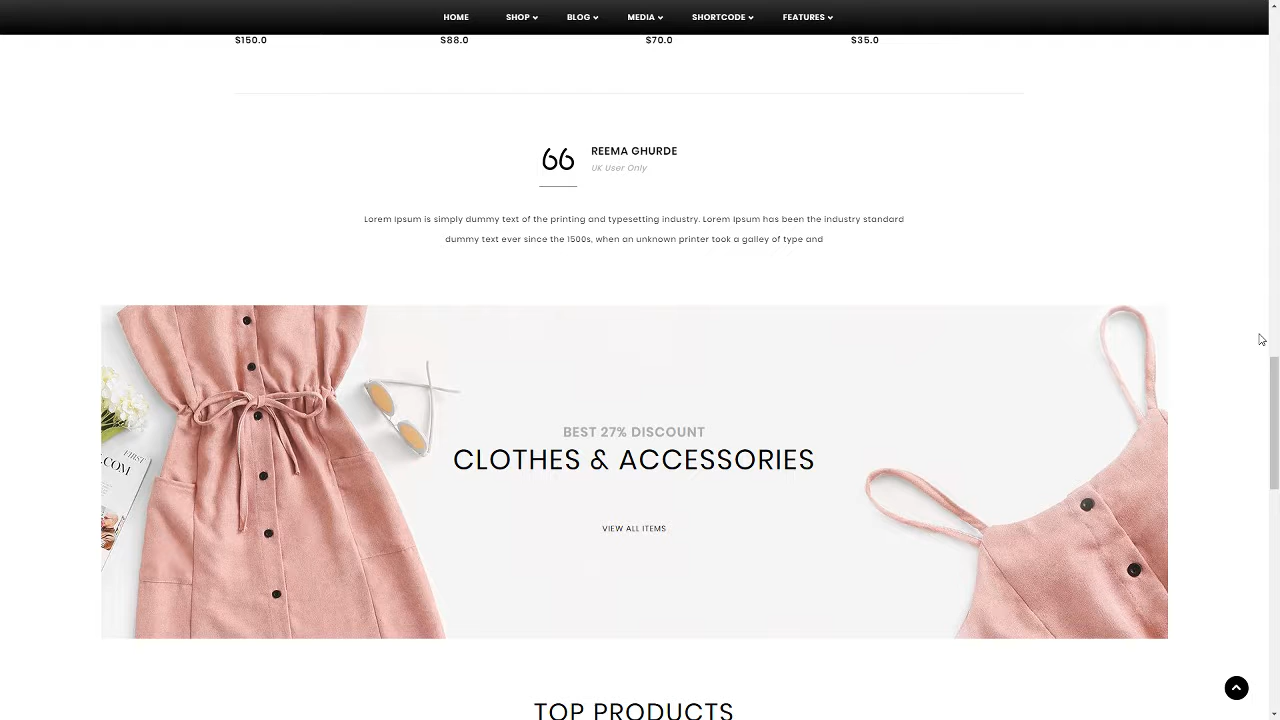 HOME SHOP BLOG MEDIA SHORTCODE FEATURES
$150.0 $88.0 $70.0 $35.0
66 REEMA GHURDE
UK User Only
Lorem Ipsum is simply dummy text of the printing and typesetting industry. Lorem Ipsum has been the industry standard
dummy text ever since the 1500s, when an unknown printer took a galley of type and
FIRST
.COM
BEST 27% DISCOUNT
CLOTHES & ACCESSORIES
VIEW ALL ITEMS
TOP PRODUCTS